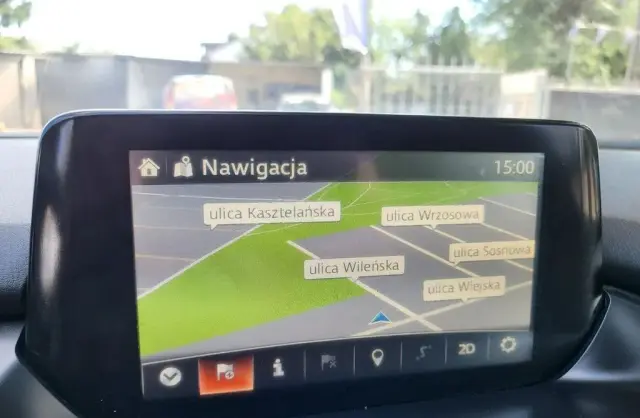 Nawigacja 15:00
ulica Kasztelańska
ulica Wrzosowa
ulica Sosnowa
ulica Wileńska
ulica Wiejska
2D